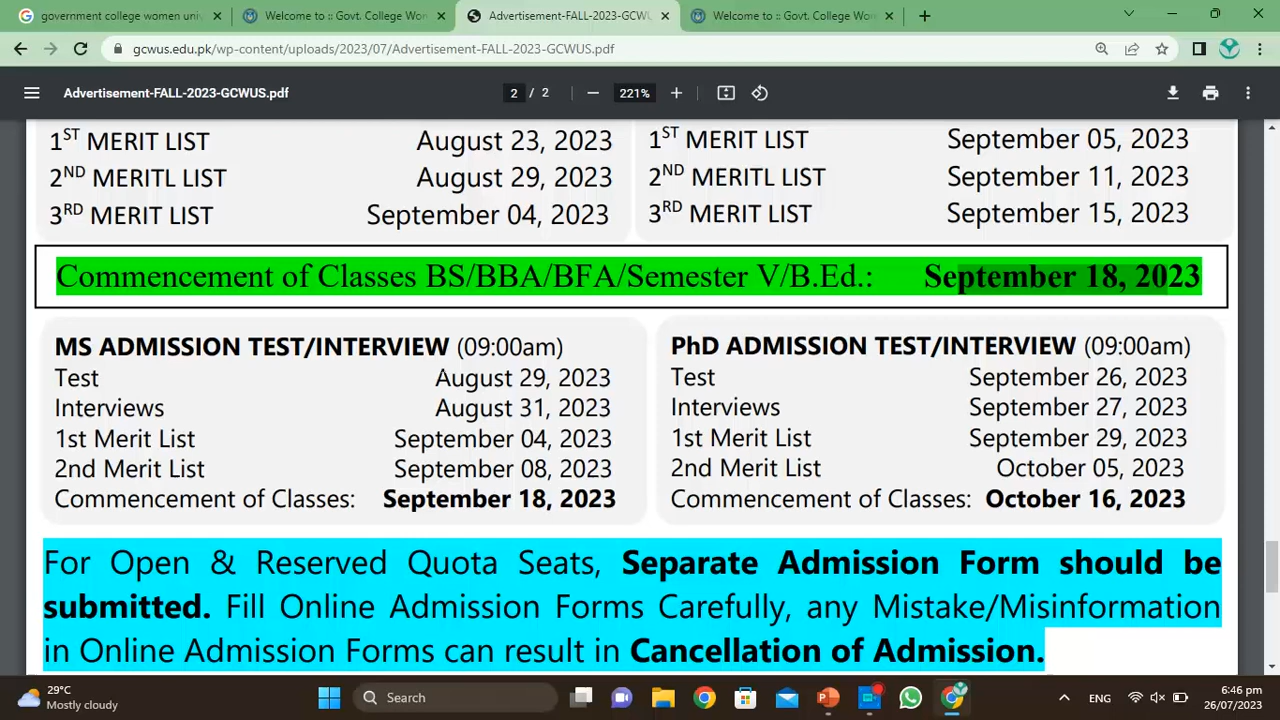 government college women univ
Welcome to :: Govt. College Wom
Advertisement-FALL-2023-GCWU
Welcome to :: Govt. College Wom
gcwus.edu.pk/wp-content/uploads/2023/07/Advertisement-FALL-2023-GCWUS.pdf
Advertisement-FALL-2023-GCWUS.pdf 2 / 2 221%
1ST MERIT LIST August 23, 2023
2ND MERITL LIST August 29, 2023
3RD MERIT LIST September 04, 2023
1ST MERIT LIST September 05, 2023
2ND MERITL LIST September 11, 2023
3RD MERIT LIST September 15, 2023
Commencement of Classes BS/BBA/BFA/Semester V/B.Ed.: September 18, 2023
MS ADMISSION TEST/INTERVIEW (09:00am)
Test August 29, 2023
Interviews August 31, 2023
1st Merit List September 04, 2023
2nd Merit List September 08, 2023
Commencement of Classes: September 18, 2023
PhD ADMISSION TEST/INTERVIEW (09:00am)
Test September 26, 2023
Interviews September 27, 2023
1st Merit List September 29, 2023
2nd Merit List October 05, 2023
Commencement of Classes: October 16, 2023
For Open & Reserved Quota Seats, Separate Admission Form should be
submitted. Fill Online Admission Forms Carefully, any Mistake/Misinformation
in Online Admission Forms can result in Cancellation of Admission.
29°C
Mostly cloudy
Search
ENG
6:46 pm
26/07/2023